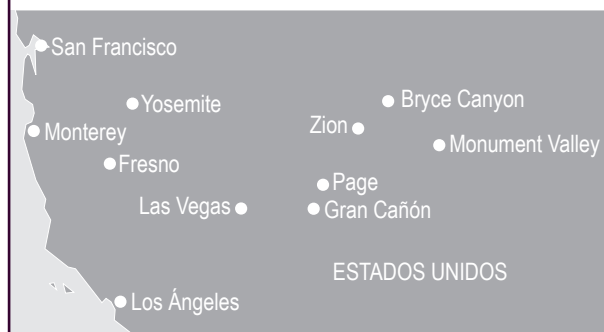 San Francisco
Yosemite
Bryce Canyon
Zion
Monterey
Monument Valley
Fresno
Page
Las Vegas
Gran Cañón
ESTADOS UNIDOS
Los Ángeles